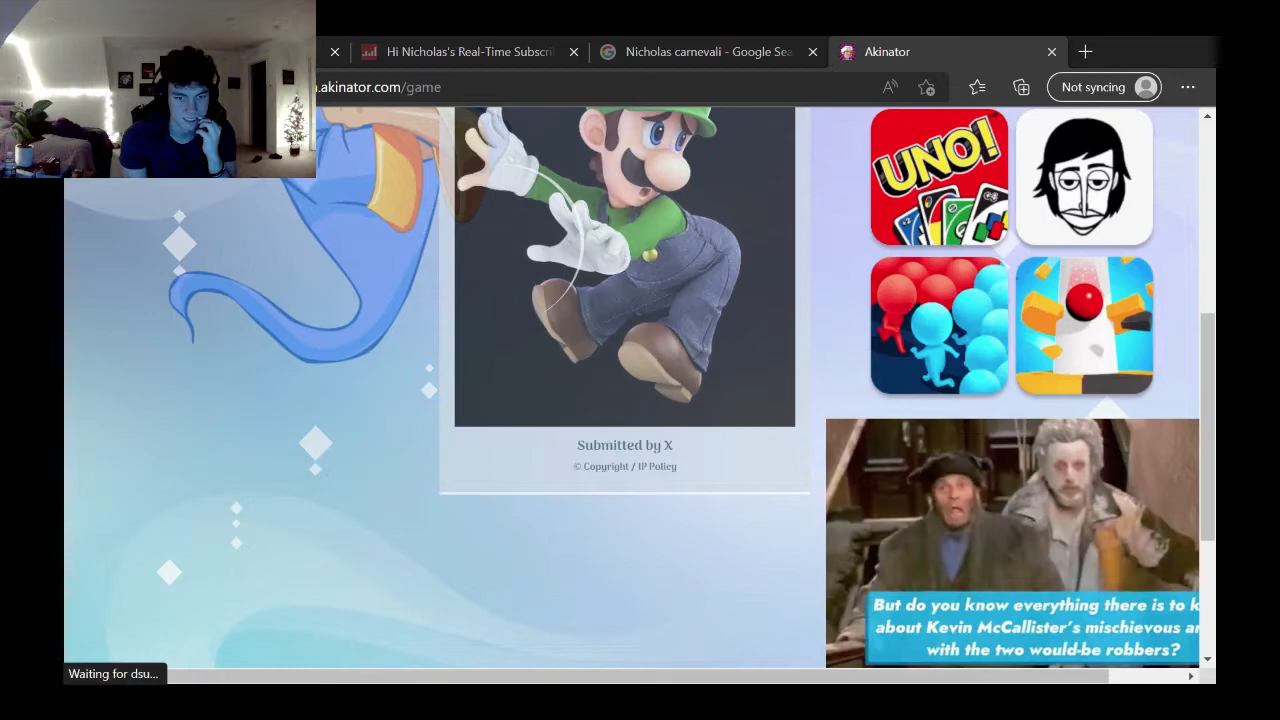 Hi Nicholas's Real-Time Subscri
Nicholas carnevali - Google Sea
Akinator
.akinator.com/game
Not syncing
UNO!
Submitted by X
© Copyright / IP Policy
But do you know everything there is to k
about Kevin McCallister's mischievous a
with the two would-be robbers?
Waiting for dsu...